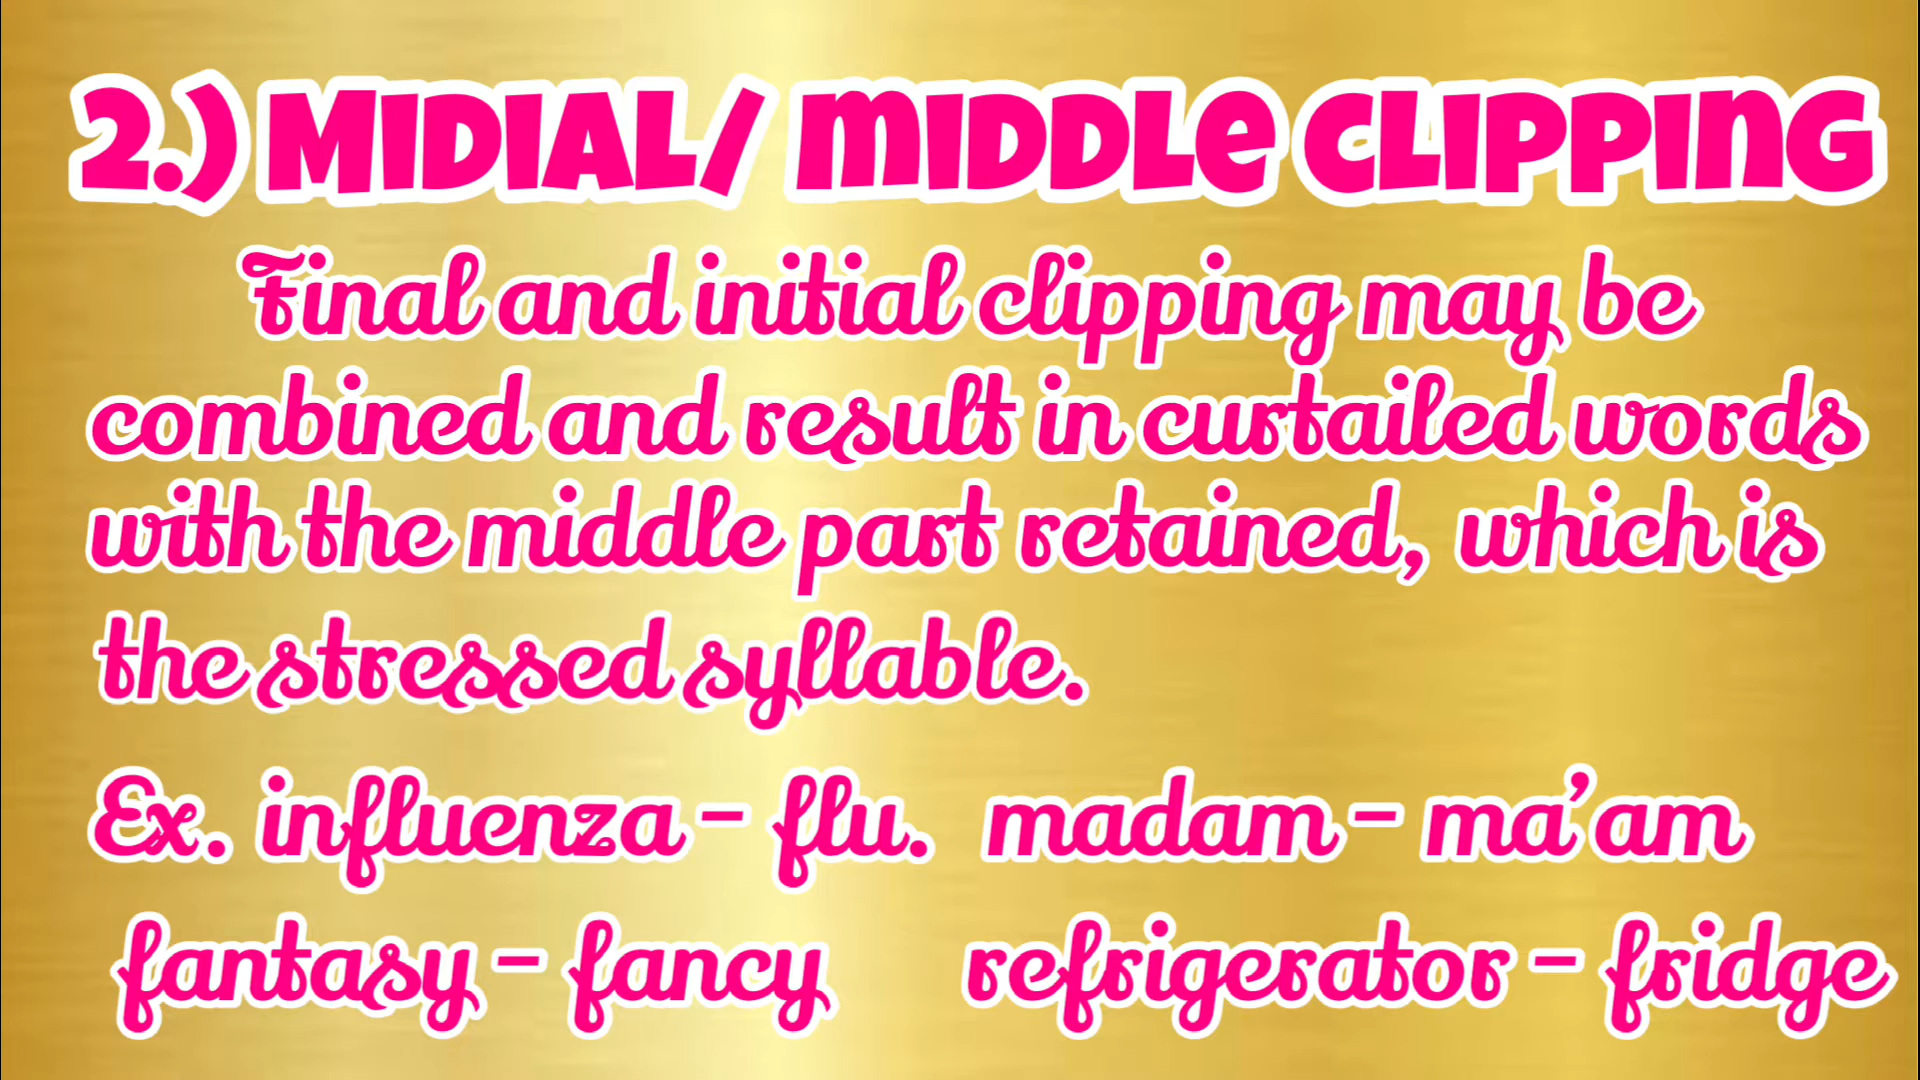 2.) MIDIAL/ MIDDLE CLIPPING
Final and initial clipping may be
combined and result in curtailed words
with the middle part retained, which is
the stressed syllable.
Ex. influenza - flu. madam - ma'am
fantasy - fancy refrigerator - fridge